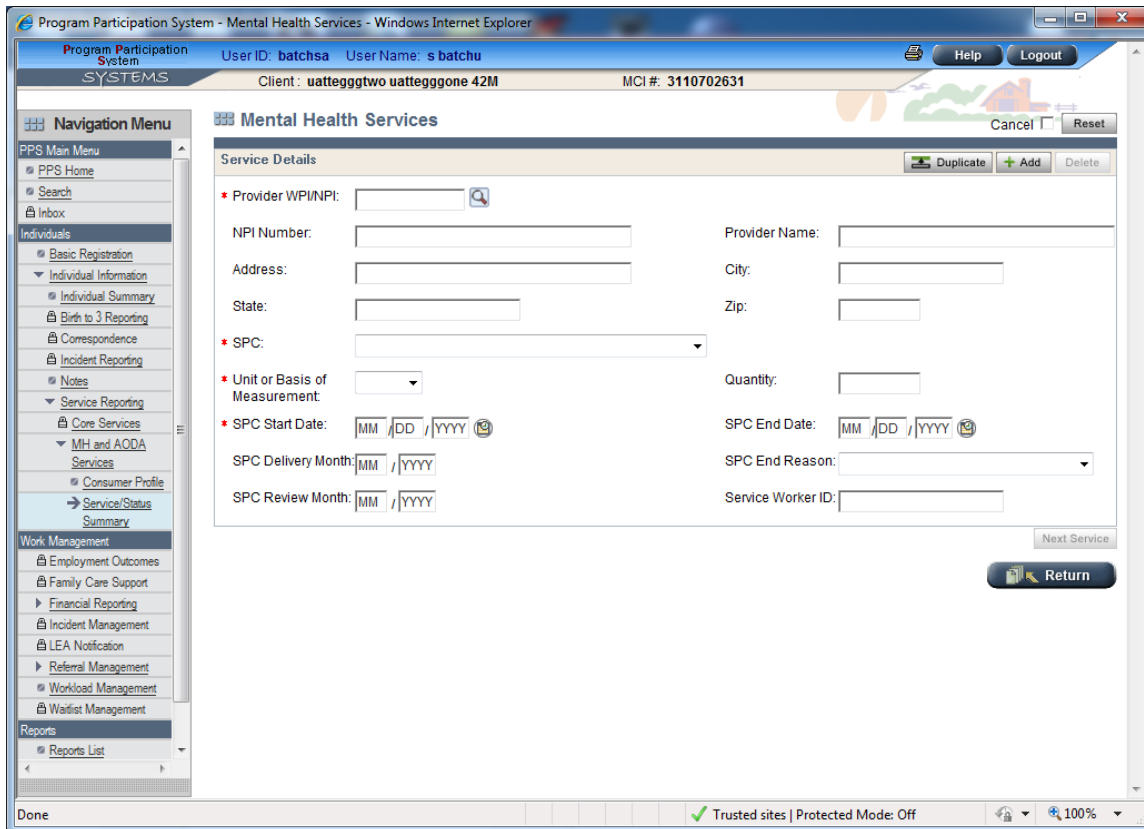 Program Participation System - Mental Health Services - Windows Internet Explorer
Program Participation
System
SYSTEMS
User ID: batchsa User Name: s batchu
Help
Logout
Client : uattegggtwo uattegggone 42M MCI #: 3110702631
Navigation Menu
PPS Main Menu
PPS Home
Search
Inbox
Individuals
Basic Registration
Individual Information
Individual Summary
Birth to 3 Reporting
Correspondence
Incident Reporting
Notes
Service Reporting
Core Services
MH and AODA
Services
Consumer Profile
Service/Status
Summary
Work Management
Employment Outcomes
Family Care Support
Financial Reporting
Incident Management
LEA Notification
Referral Management
Workload Management
Waitlist Management
Reports
Reports List
Mental Health Services
Cancel Reset
Service Details
Duplicate Add Delete
* Provider WPI/NPI:
NPI Number: Provider Name:
Address: City:
State: Zip:
* SPC:
* Unit or Basis of
Measurement: Quantity:
* SPC Start Date: MM / DD / YYYY SPC End Date: MM / DD / YYYY
SPC Delivery Month: MM / YYYY SPC End Reason:
SPC Review Month: MM / YYYY Service Worker ID:
Next Service
Return
Done Trusted sites | Protected Mode: Off 100%